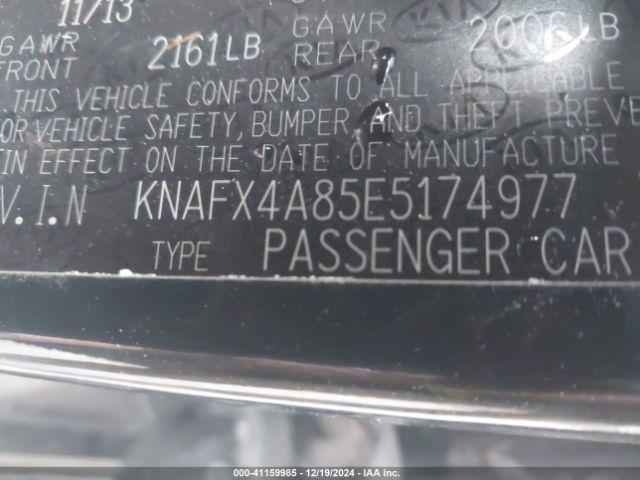 11/13
GAWR FRONT 2161LB GAWR REAR 2006LB
THIS VEHICLE CONFORMS TO ALL APPLICABLE
OR VEHICLE SAFETY, BUMPER, AND THEFT PREVE
IN EFFECT ON THE DATE OF MANUFACTURE
V.I.N KNAFX4A85E5174977
TYPE PASSENGER CAR
000-41159985 - 12/19/2024 - IAA Inc.